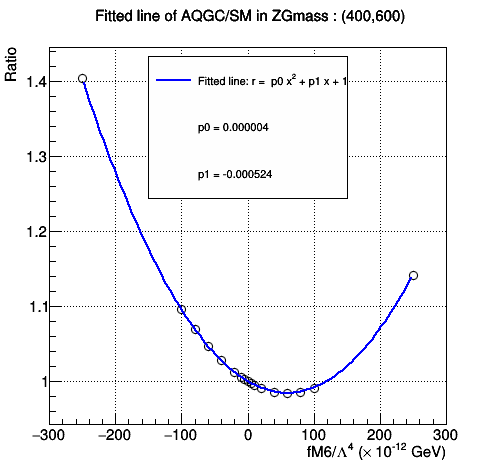 Fitted line of AQGC/SM in ZGmass : (400,600)
Ratio
Fitted line: r = p0 x² + p1 x + 1
p0 = 0.000004
p1 = -0.000524
1.4
1.3
1.2
1.1
1
−300 −200 −100 0 100 200 300
fM6/Λ⁴ (× 10⁻¹² GeV)